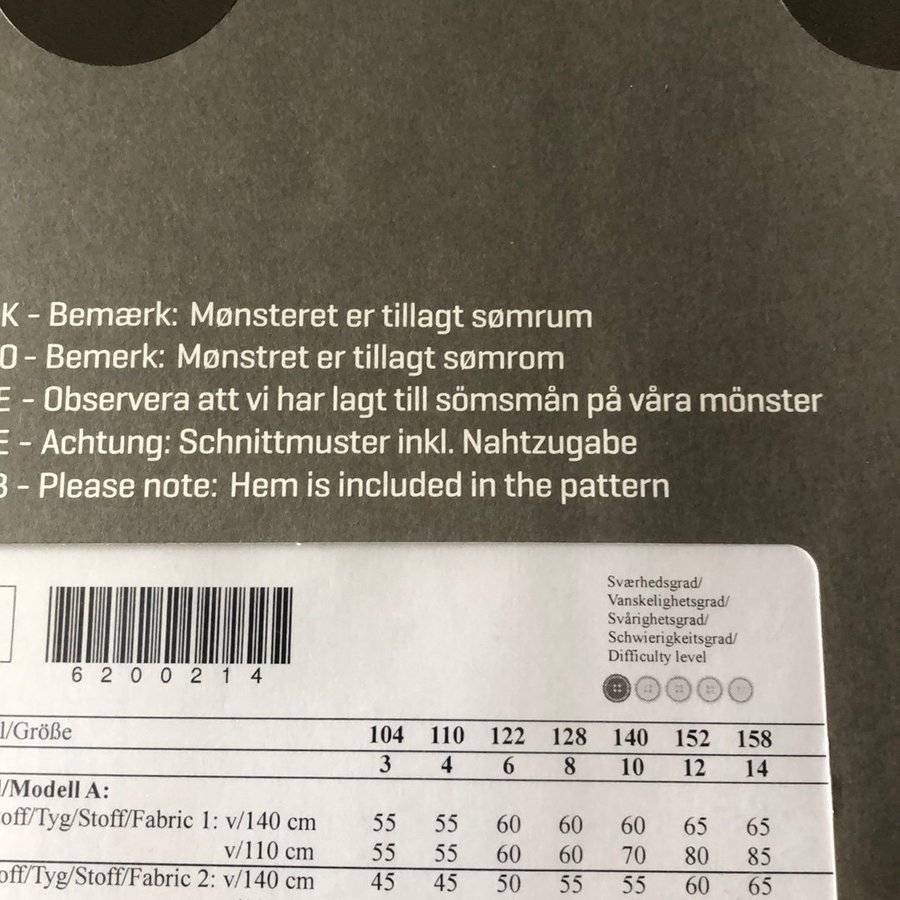 K - Bemærk: Mønsteret er tillagt sømrum
O - Bemerk: Mønstret er tillagt sømrom
E - Observera att vi har lagt till sömsmån på våra mönster
E - Achtung: Schnittmuster inkl. Nahtzugabe
B - Please note: Hem is included in the pattern
6200214
Sværhedsgrad/
Vanskelighetsgrad/
Svårighetsgrad/
Schwierigkeitsgrad/
Difficulty level
l/Größe 104 110 122 128 140 152 158
3 4 6 8 10 12 14
l/Modell A:
off/Tyg/Stoff/Fabric 1: v/140 cm 55 55 60 60 60 65 65
v/110 cm 55 55 60 60 70 80 85
off/Tyg/Stoff/Fabric 2: v/140 cm 45 45 50 55 55 60 65